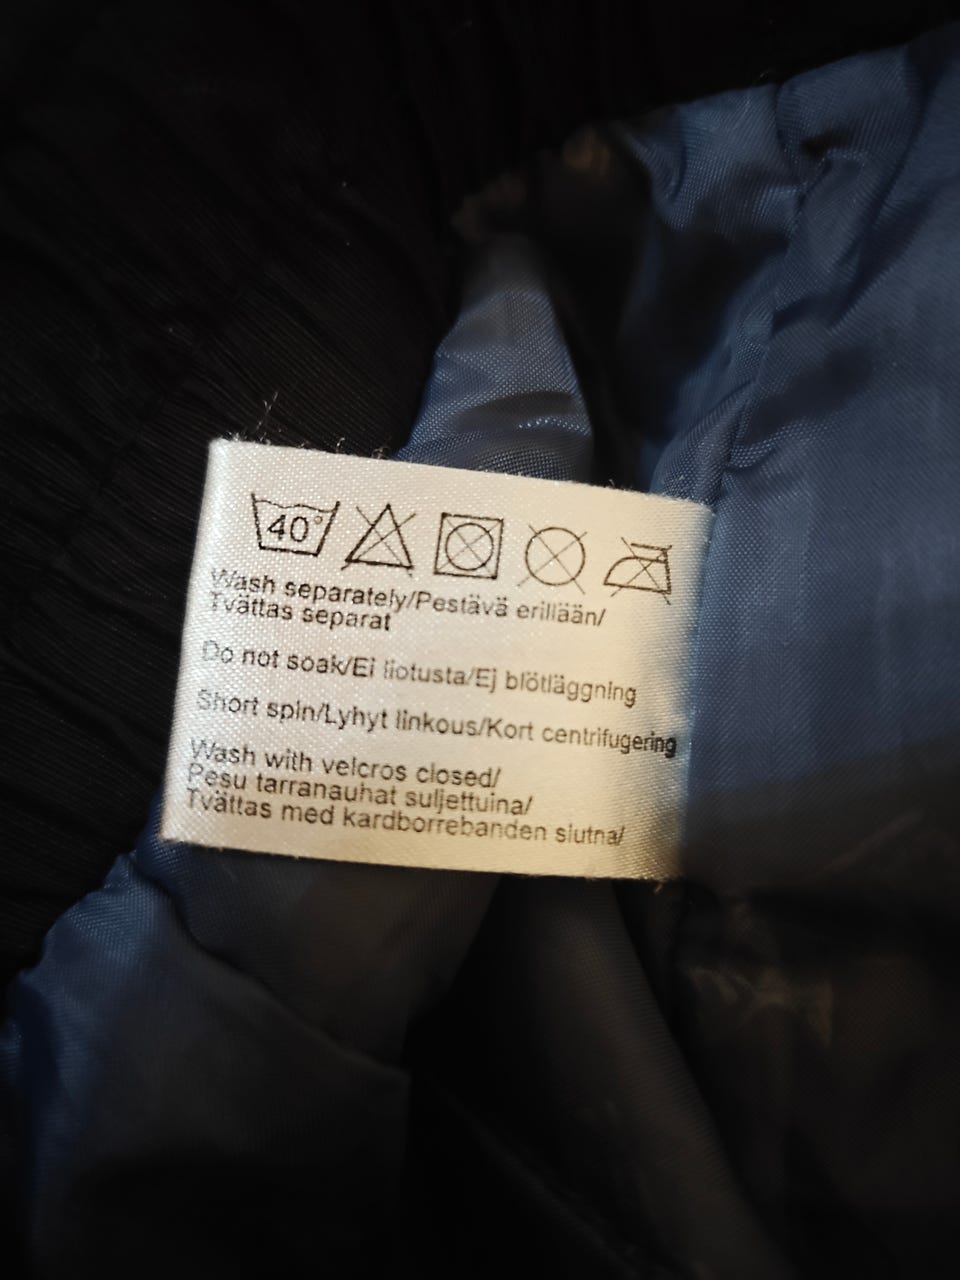 40°
Wash separately/Pestävä erillään/
Tvättas separat
Do not soak/Ei liotusta/Ej blötläggning
Short spin/Lyhyt linkous/Kort centrifugering
Wash with velcros closed/
Pesu tarranauhat suljettuina/
Tvättas med kardborrebanden slutna/